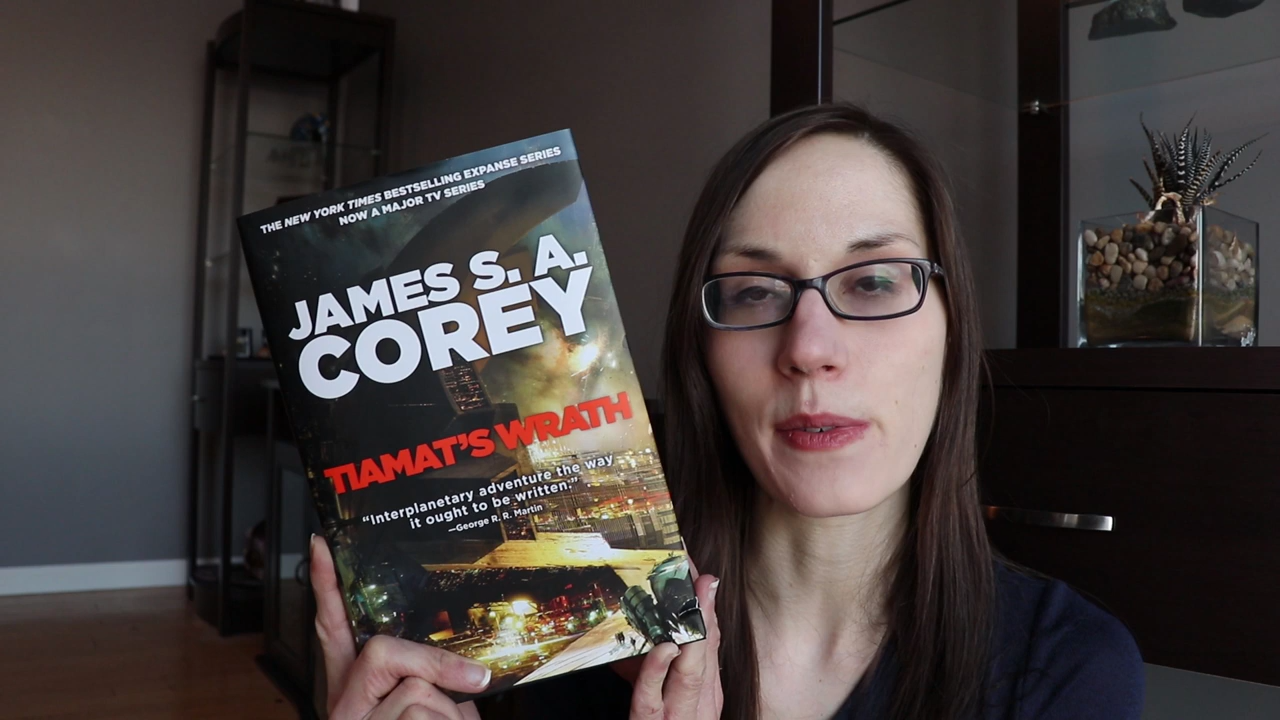 THE NEW YORK TIMES BESTSELLING EXPANSE SERIES
NOW A MAJOR TV SERIES
JAMES S. A.
COREY
TIAMAT'S WRATH
“Interplanetary adventure the way
it ought to be written.”
—George R. R. Martin